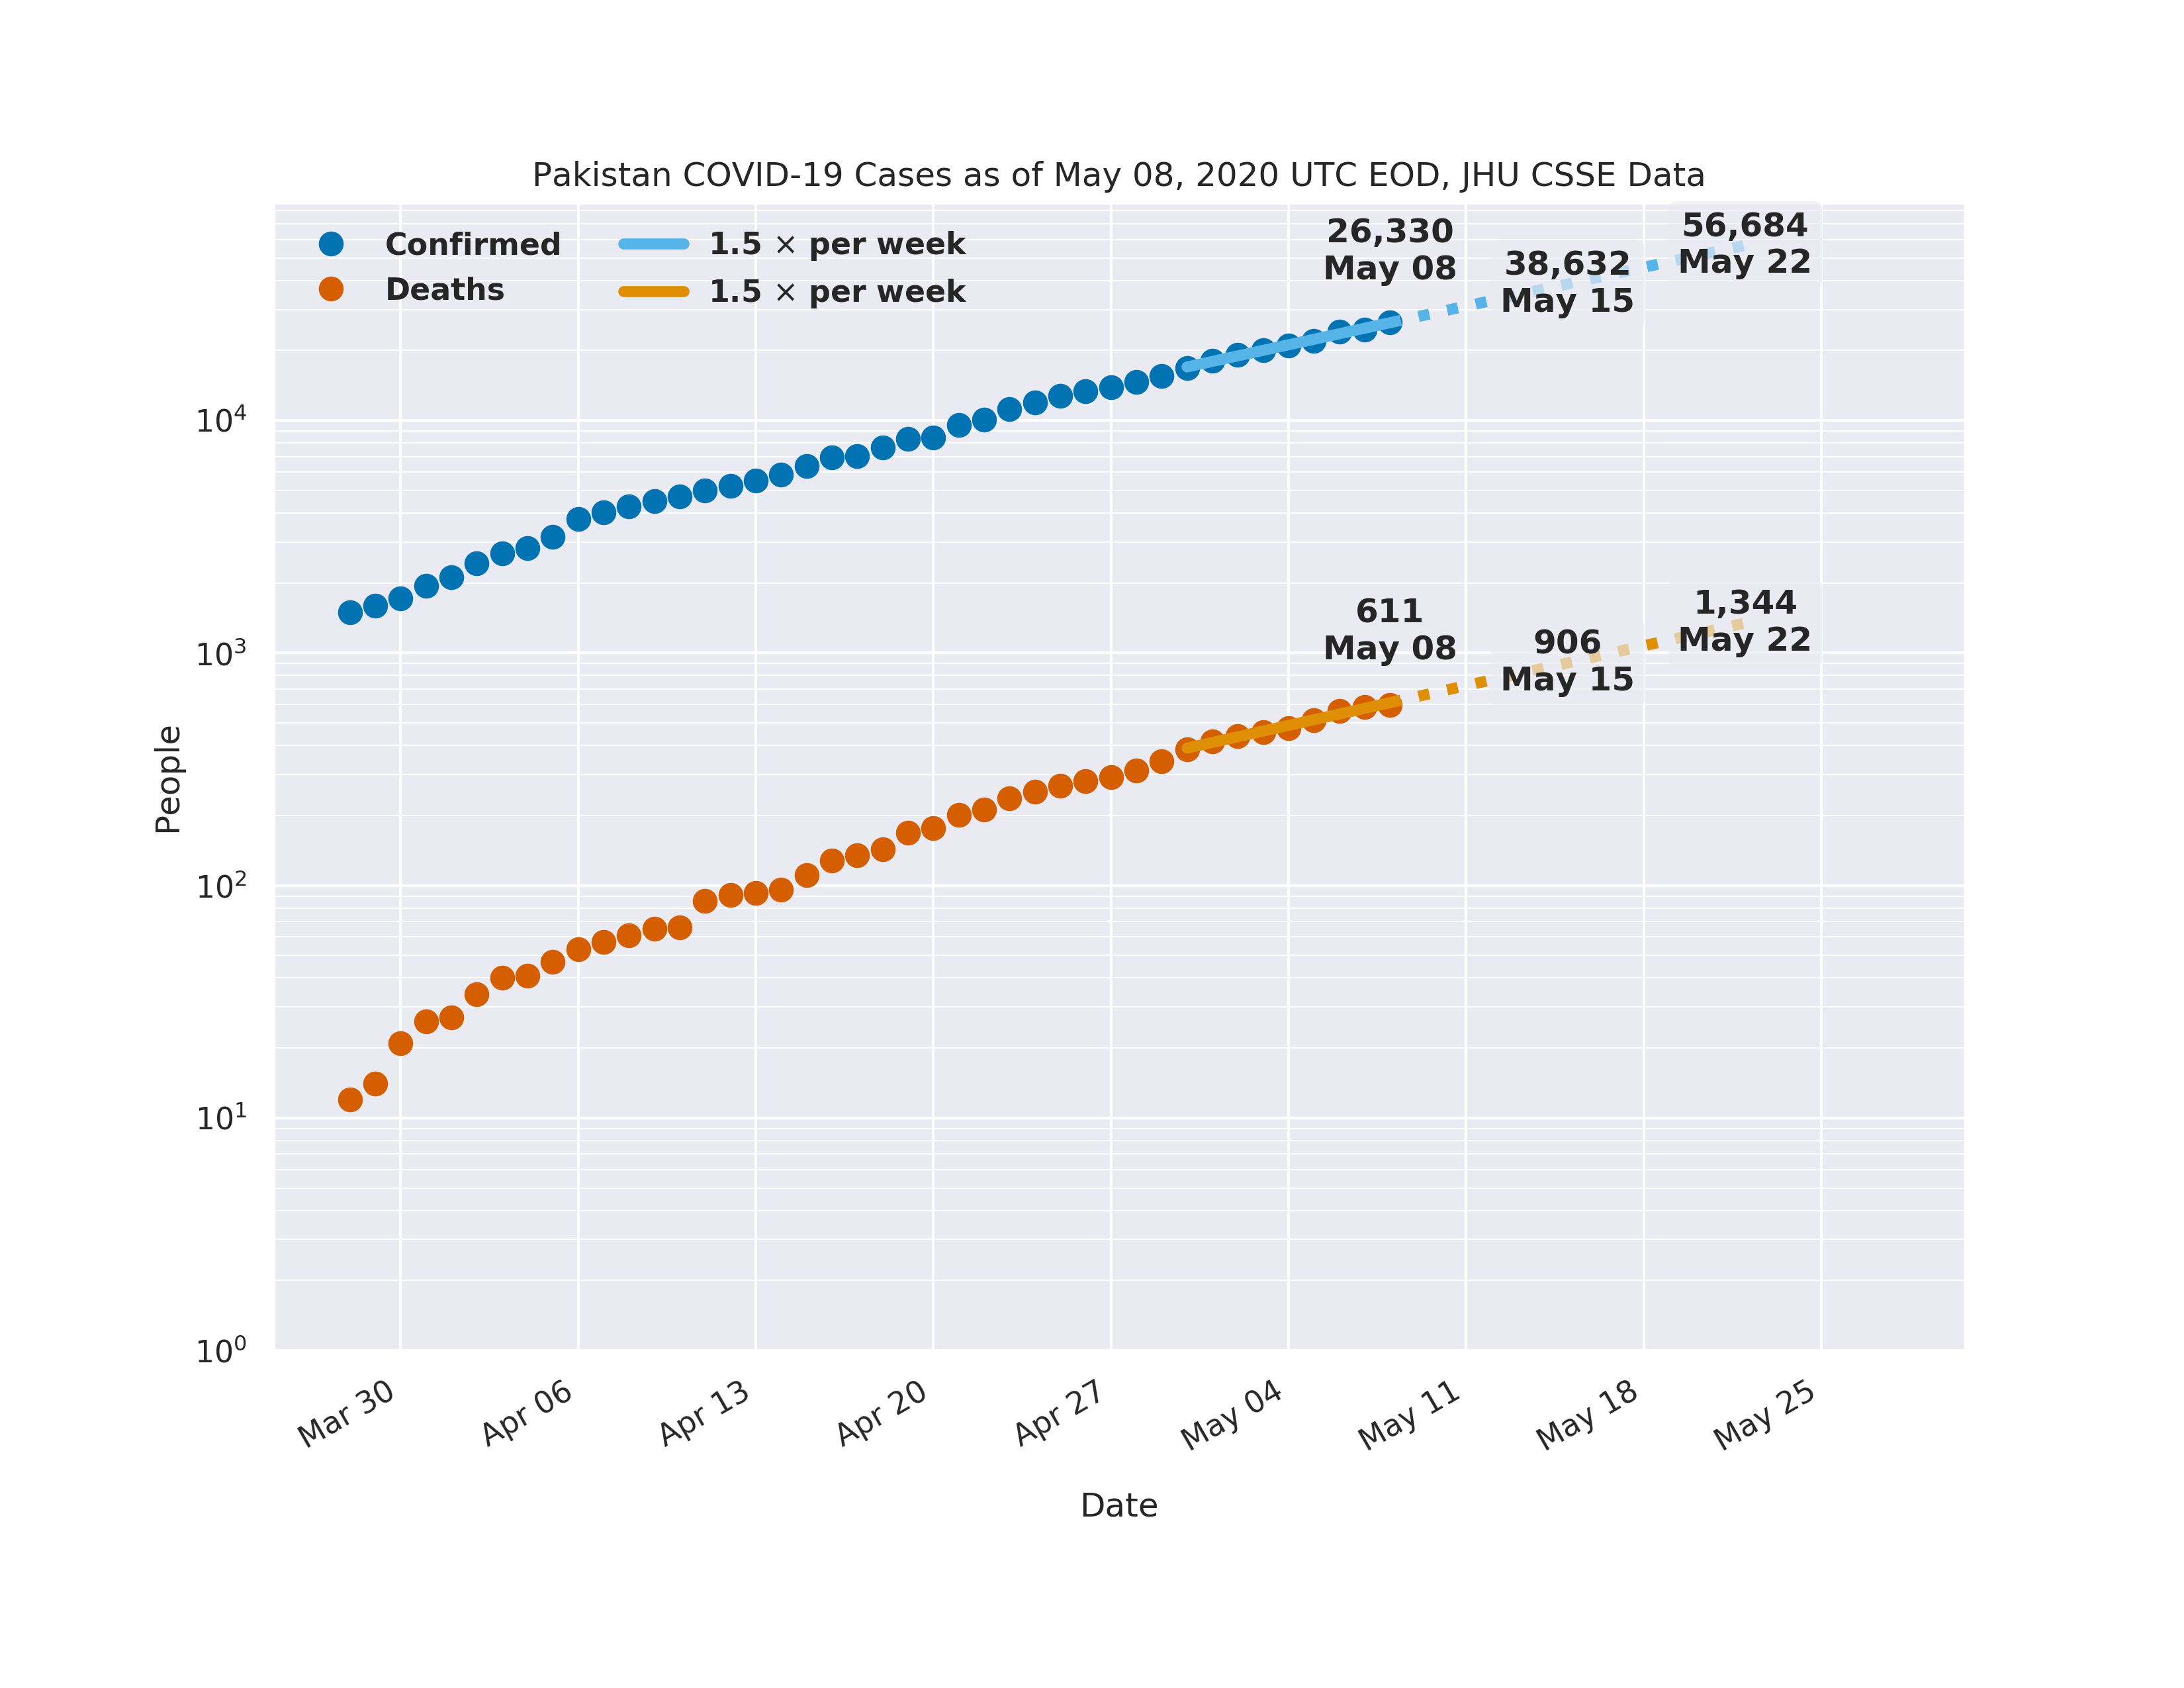 Pakistan COVID-19 Cases as of May 08, 2020 UTC EOD, JHU CSSE Data
Confirmed
Deaths
1.5 × per week
1.5 × per week
26,330
May 08
38,632
May 15
56,684
May 22
611
May 08
906
May 15
1,344
May 22
People
10⁴
10³
10²
10¹
10⁰
Mar 30
Apr 06
Apr 13
Apr 20
Apr 27
May 04
May 11
May 18
May 25
Date